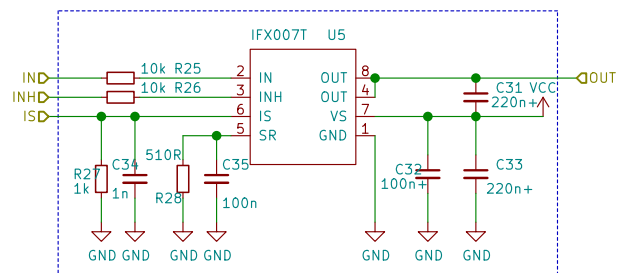 IFX007T U5
10k R25
IN 2 IN OUT 8 OUT
10k R26
INH 3 INH OUT 4
C31 VCC
220n+
IS 6 IS VS 7
5 SR GND 1
510R
C34
C35
C32
C33
R27
1k
1n
R28
100n
100n+
220n+
GND GND GND GND GND GND GND